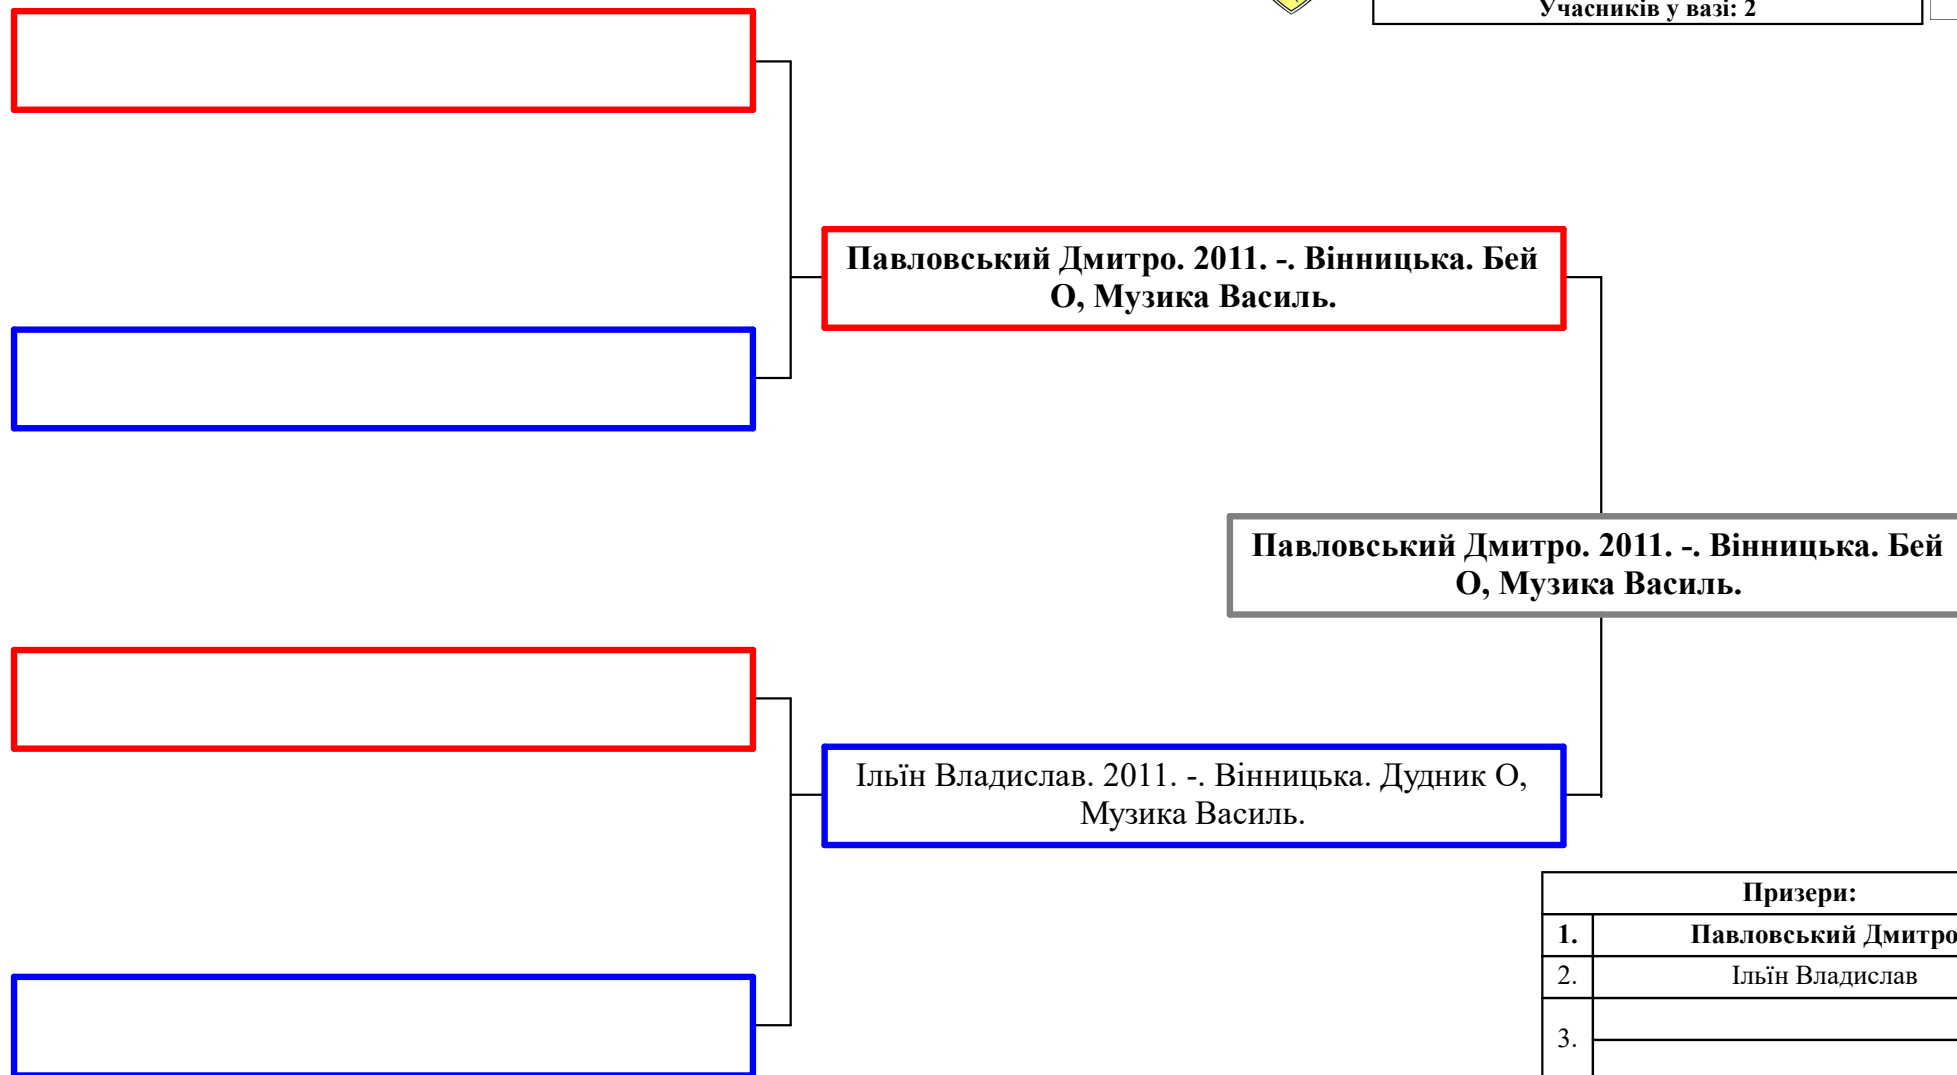 Учасників у вазі: 2
Павловський Дмитро. 2011. -. Вінницька. Бей
О, Музика Василь.
Павловський Дмитро. 2011. -. Вінницька. Бей
О, Музика Василь.
Ільїн Владислав. 2011. -. Вінницька. Дудник О,
Музика Василь.
Призери:
1. Павловський Дмитро
2. Ільїн Владислав
3.